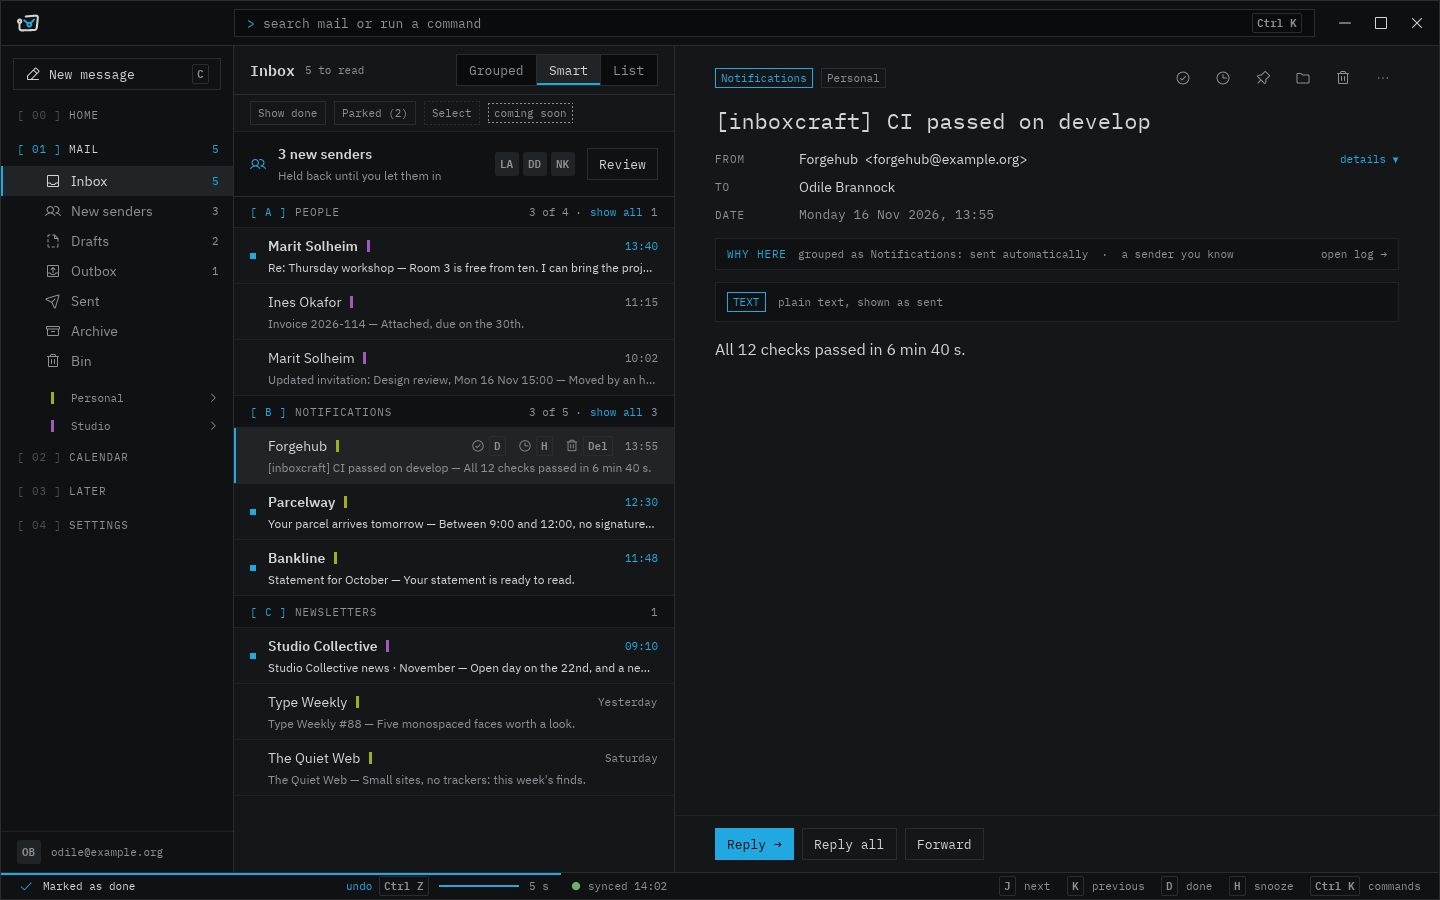 > search mail or run a command Ctrl K
New message C
[ 00 ] HOME
[ 01 ] MAIL 5
Inbox 5
New senders 3
Drafts 2
Outbox 1
Sent
Archive
Bin
Personal
Studio
[ 02 ] CALENDAR
[ 03 ] LATER
[ 04 ] SETTINGS
OB odile@example.org
Inbox 5 to read Grouped Smart List
Show done Parked (2) Select coming soon
3 new senders
Held back until you let them in
LA DD NK Review
[ A ] PEOPLE 3 of 4 · show all 1
Marit Solheim 13:40
Re: Thursday workshop — Room 3 is free from ten. I can bring the proj…
Ines Okafor 11:15
Invoice 2026-114 — Attached, due on the 30th.
Marit Solheim 10:02
Updated invitation: Design review, Mon 16 Nov 15:00 — Moved by an h…
[ B ] NOTIFICATIONS 3 of 5 · show all 3
Forgehub D H Del 13:55
[inboxcraft] CI passed on develop — All 12 checks passed in 6 min 40 s.
Parcelway 12:30
Your parcel arrives tomorrow — Between 9:00 and 12:00, no signature…
Bankline 11:48
Statement for October — Your statement is ready to read.
[ C ] NEWSLETTERS 1
Studio Collective 09:10
Studio Collective news · November — Open day on the 22nd, and a ne…
Type Weekly Yesterday
Type Weekly #88 — Five monospaced faces worth a look.
The Quiet Web Saturday
The Quiet Web — Small sites, no trackers: this week's finds.
Notifications Personal
[inboxcraft] CI passed on develop
FROM Forgehub <forgehub@example.org> details ▾
TO Odile Brannock
DATE Monday 16 Nov 2026, 13:55
WHY HERE grouped as Notifications: sent automatically · a sender you know open log →
TEXT plain text, shown as sent
All 12 checks passed in 6 min 40 s.
Reply → Reply all Forward
Marked as done undo Ctrl Z 5 s synced 14:02 J next K previous D done H snooze Ctrl K commands